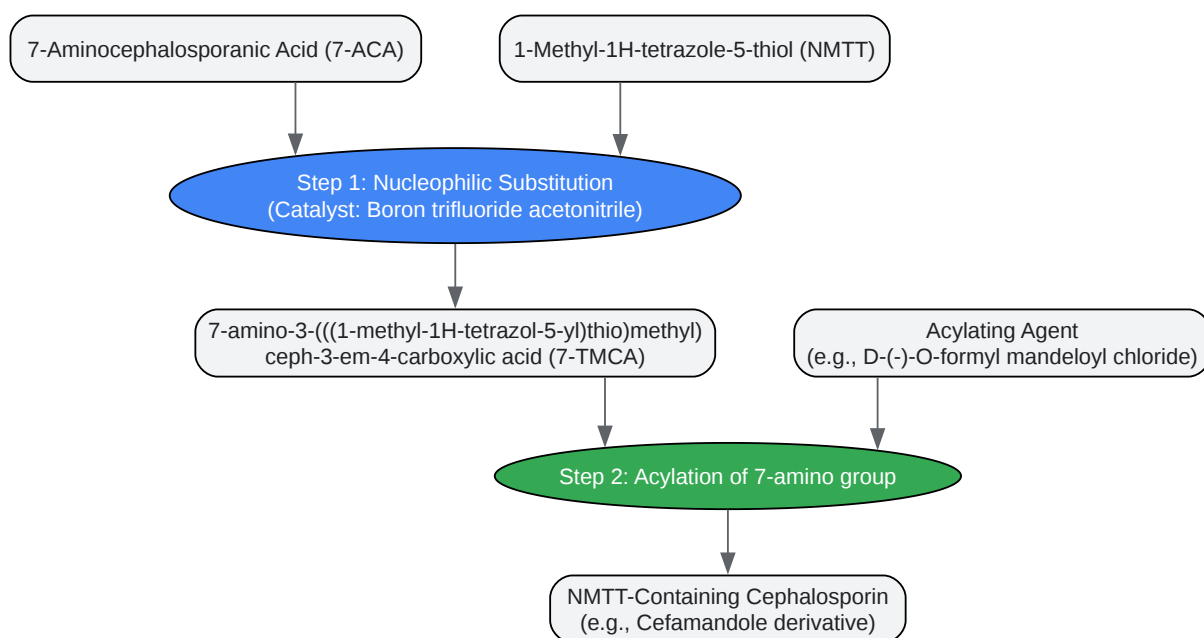 7-Aminocephalosporanic Acid (7-ACA)
1-Methyl-1H-tetrazole-5-thiol (NMTT)
Step 1: Nucleophilic Substitution
(Catalyst: Boron trifluoride acetonitrile)
7-amino-3-(((1-methyl-1H-tetrazol-5-yl)thio)methyl)
ceph-3-em-4-carboxylic acid (7-TMCA)
Acylating Agent
(e.g., D-(-)-O-formyl mandeloyl chloride)
Step 2: Acylation of 7-amino group
NMTT-Containing Cephalosporin
(e.g., Cefamandole derivative)